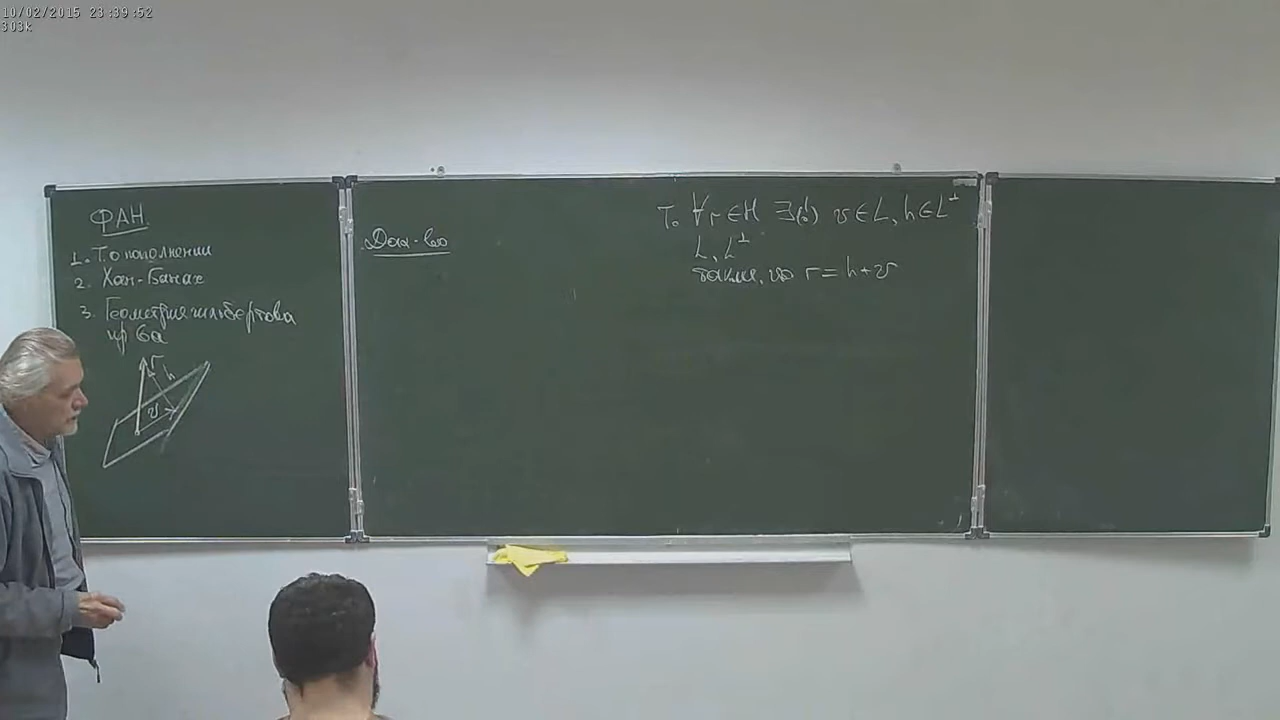 10/02/2015 23:39:52
303k
ФАН.
1. Т. о пополнении
2. Хан-Банах
3. Геометрия гильбертова
пр-ва
r
h
v
Док-во
Т. ∀ r ∈ H ∃(!) v ∈ L, h ∈ L^⊥
L, L^⊥
такие, что r = h + v